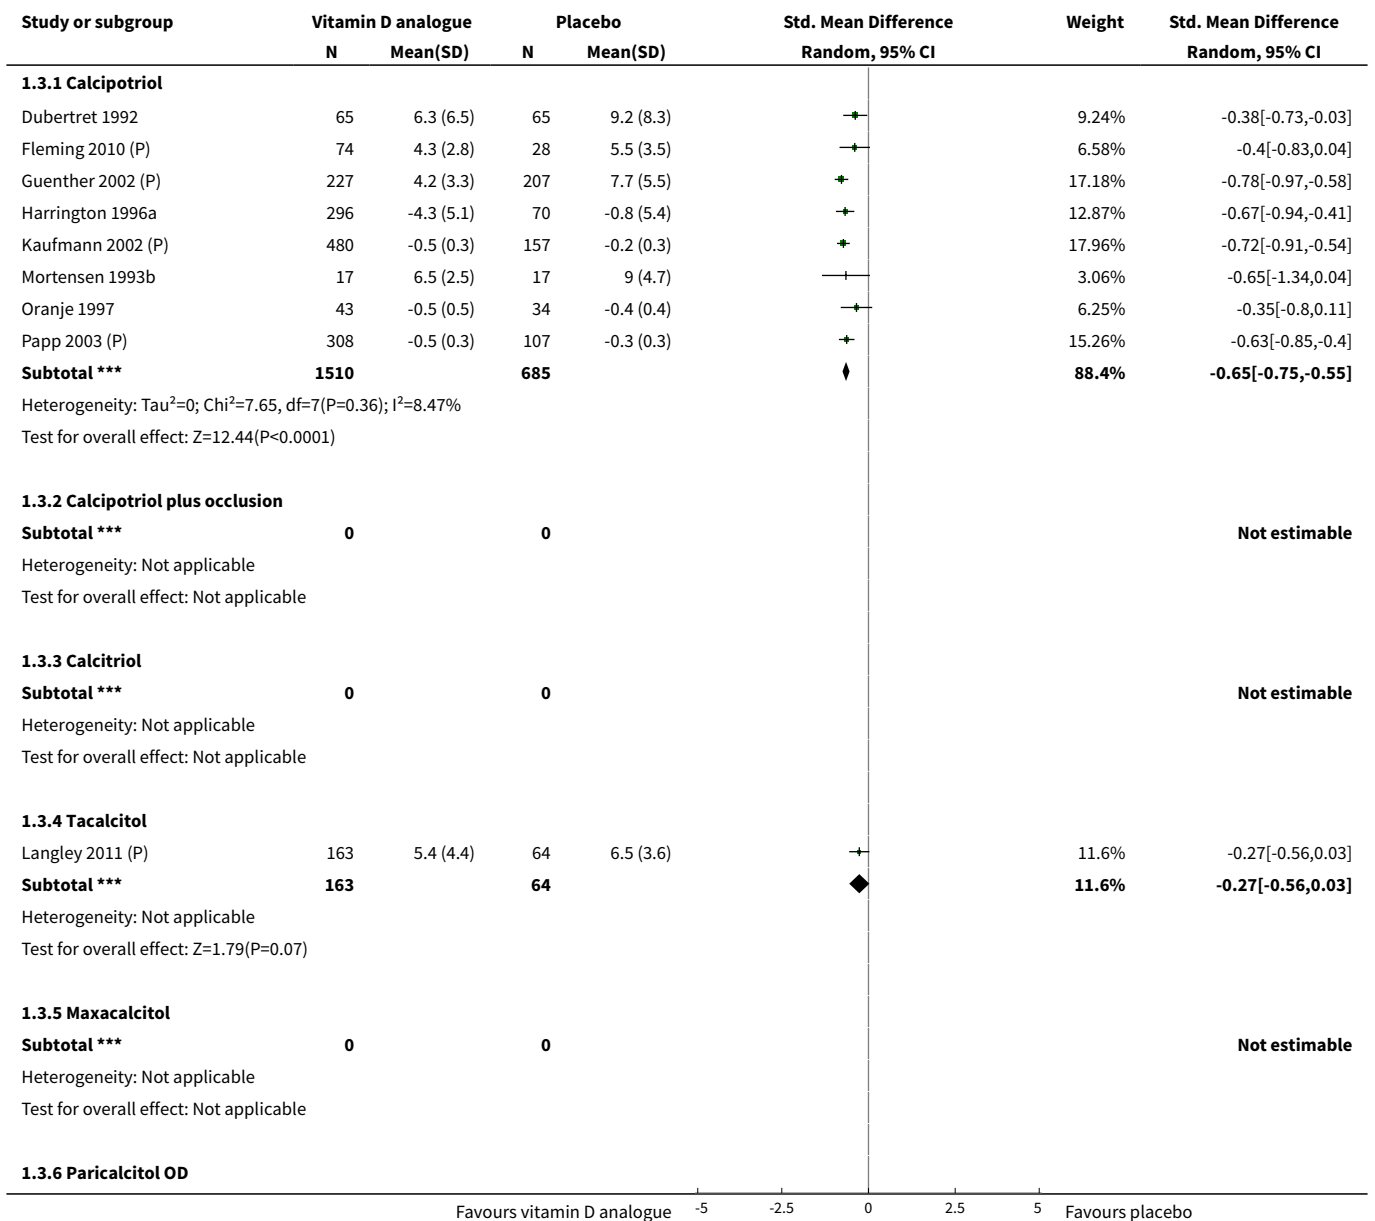 Study or subgroup Vitamin D analogue Placebo Std. Mean Difference Weight Std. Mean Difference
N Mean(SD) N Mean(SD) Random, 95% CI Random, 95% CI
1.3.1 Calcipotriol
Dubertret 1992 65 6.3 (6.5) 65 9.2 (8.3) 9.24% -0.38[-0.73,-0.03]
Fleming 2010 (P) 74 4.3 (2.8) 28 5.5 (3.5) 6.58% -0.4[-0.83,0.04]
Guenther 2002 (P) 227 4.2 (3.3) 207 7.7 (5.5) 17.18% -0.78[-0.97,-0.58]
Harrington 1996a 296 -4.3 (5.1) 70 -0.8 (5.4) 12.87% -0.67[-0.94,-0.41]
Kaufmann 2002 (P) 480 -0.5 (0.3) 157 -0.2 (0.3) 17.96% -0.72[-0.91,-0.54]
Mortensen 1993b 17 6.5 (2.5) 17 9 (4.7) 3.06% -0.65[-1.34,0.04]
Oranje 1997 43 -0.5 (0.5) 34 -0.4 (0.4) 6.25% -0.35[-0.8,0.11]
Papp 2003 (P) 308 -0.5 (0.3) 107 -0.3 (0.3) 15.26% -0.63[-0.85,-0.4]
Subtotal *** 1510 685 88.4% -0.65[-0.75,-0.55]
Heterogeneity: Tau²=0; Chi²=7.65, df=7(P=0.36); I²=8.47%
Test for overall effect: Z=12.44(P<0.0001)
1.3.2 Calcipotriol plus occlusion
Subtotal *** 0 0 Not estimable
Heterogeneity: Not applicable
Test for overall effect: Not applicable
1.3.3 Calcitriol
Subtotal *** 0 0 Not estimable
Heterogeneity: Not applicable
Test for overall effect: Not applicable
1.3.4 Tacalcitol
Langley 2011 (P) 163 5.4 (4.4) 64 6.5 (3.6) 11.6% -0.27[-0.56,0.03]
Subtotal *** 163 64 11.6% -0.27[-0.56,0.03]
Heterogeneity: Not applicable
Test for overall effect: Z=1.79(P=0.07)
1.3.5 Maxacalcitol
Subtotal *** 0 0 Not estimable
Heterogeneity: Not applicable
Test for overall effect: Not applicable
1.3.6 Paricalcitol OD
Favours vitamin D analogue -5 -2.5 0 2.5 5 Favours placebo